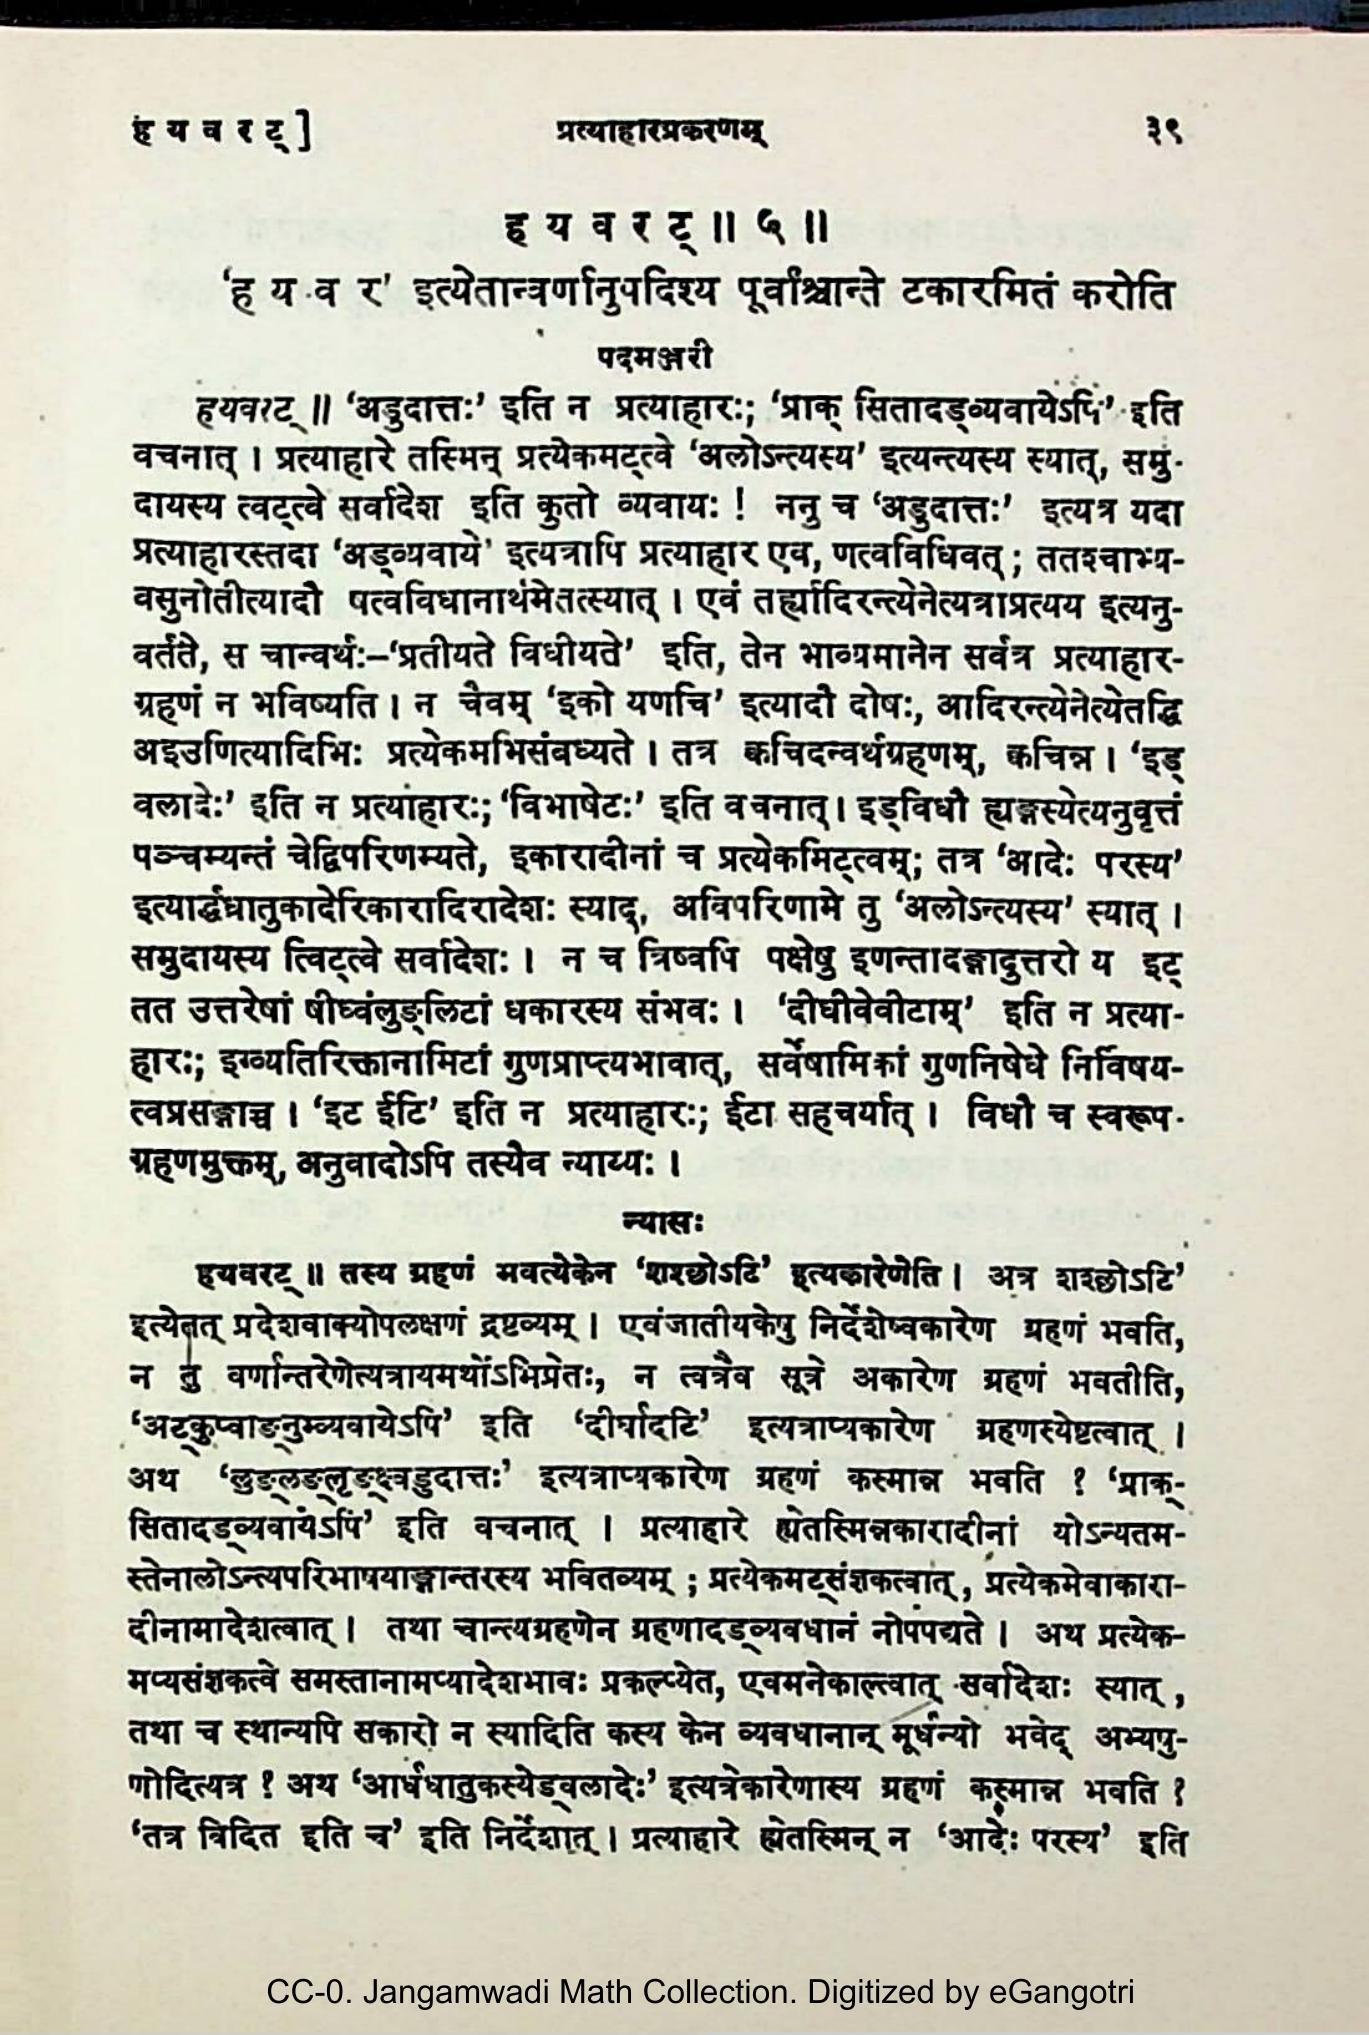 ह य व र ट् ]
प्रत्याहारप्रकरणम्
३९
ह य व र ट् ॥ ५ ॥
‘ह य व र’ इत्येतान्वर्णानुपदिश्य पूर्वांश्चान्ते टकारमितं करोति
पदमञ्जरी
हयवरट् ॥ ‘अडुदात्तः’ इति न प्रत्याहारः; ‘प्राक् सितादड्व्यवायेऽपि’ इति
वचनात् । प्रत्याहारे तस्मिन् प्रत्येकमट्त्वे ‘अलोऽन्त्यस्य’ इत्यन्त्यस्य स्यात्, समु-
दायस्य त्वट्त्वे सर्वादेश इति कुतो व्यवायः ! ननु च ‘अडुदात्तः’ इत्यत्र यदा
प्रत्याहारस्तदा ‘अड्व्यवाये’ इत्यत्रापि प्रत्याहार एव, णत्वविधिवत् ; ततश्चाभ्य-
वसुनोतीत्यादौ षत्वविधानार्थमेतत्स्यात् । एवं तर्ह्यादिरन्त्येनेत्यत्राप्रत्यय इत्यनु-
वर्तते, स चान्वर्थः–‘प्रतीयते विधीयते’ इति, तेन भाव्यमानेन सर्वत्र प्रत्याहार-
ग्रहणं न भविष्यति । न चैवम् ‘इको यणचि’ इत्यादौ दोषः, आदिरन्त्येनेत्येतद्धि
अइउणित्यादिभिः प्रत्येकमभिसंबध्यते । तत्र क्वचिदन्वर्थग्रहणम्, क्वचिन्न । ‘इड्
वलादेः’ इति न प्रत्याहारः; ‘विभाषेटः’ इति वचनात् । इड्विधौ ह्यङ्गस्येत्यनुवृत्तं
पञ्चम्यन्तं चेद्विपरिणम्यते, इकारादीनां च प्रत्येकमिट्त्वम्; तत्र ‘आदेः परस्य’
इत्यार्द्धधातुकादेरिकारादिरादेशः स्याद्, अविपरिणामे तु ‘अलोऽन्त्यस्य’ स्यात् ।
समुदायस्य त्विट्त्वे सर्वादेशः । न च त्रिष्वपि पक्षेषु इणन्तादङ्गादुत्तरो य इट्
तत उत्तरेषां षीध्वंलुङ्लिटां धकारस्य संभवः । ‘दीधीवेवीटाम्’ इति न प्रत्या-
हारः; इग्व्यतिरिक्तानामिटां गुणप्राप्त्यभावात्, सर्वेषामिकां गुणनिषेधे निर्विषय-
त्वप्रसङ्गाच्च । ‘इट ईटि’ इति न प्रत्याहारः; ईटा सहचर्यात् । विधौ च स्वरूप-
ग्रहणमुक्तम्, अनुवादोऽपि तस्यैव न्याय्यः ।
न्यासः
हयवरट् ॥ तस्य ग्रहणं भवत्येकेन ‘शश्छोऽटि’ इत्यकारेणेति । अत्र शश्छोऽटि’
इत्येतत् प्रदेशवाक्योपलक्षणं द्रष्टव्यम् । एवंजातीयकेषु निर्देशेष्वकारेण ग्रहणं भवति,
न तु वर्णान्तरेणेत्यत्रायमर्थोऽभिप्रेतः, न त्वत्रैव सूत्रे अकारेण ग्रहणं भवतीति,
‘अट्कुप्वाङ्नुम्व्यवायेऽपि’ इति ‘दीर्घादटि’ इत्यत्राप्यकारेण ग्रहणस्येष्टत्वात् ।
अथ ‘लुङ्लङ्लृङ्क्ष्वडुदात्तः’ इत्यत्राप्यकारेण ग्रहणं कस्मान्न भवति ? ‘प्राक्-
सितादड्व्यवायेऽपि’ इति वचनात् । प्रत्याहारे ह्येतस्मिन्नकारादीनां योऽन्यतम-
स्तेनालोऽन्त्यपरिभाषयाङ्गान्तरस्य भवितव्यम् ; प्रत्येकमट्संज्ञकत्वात्, प्रत्येकमेवाकारा-
दीनामादेशत्वात् । तथा चान्त्यग्रहणेन ग्रहणादड्व्यवधानं नोपपद्यते । अथ प्रत्येक-
मप्यसंज्ञकत्वे समस्तानामप्यादेशभावः प्रकल्प्येत, एवमनेकाल्त्वात् सर्वादेशः स्यात् ,
तथा च स्थान्यपि सकारो न स्यादिति कस्य केन व्यवधानान् मूर्धन्यो भवेद् अभ्यषु-
णोदित्यत्र ? अथ ‘आर्धधातुकस्येड्वलादेः’ इत्यत्रेकारेणास्य ग्रहणं कस्मान्न भवति ?
‘तत्र त्रिदित इति च’ इति निर्देशात् । प्रत्याहारे ह्येतस्मिन् न ‘आदेः परस्य’ इति
CC-0. Jangamwadi Math Collection. Digitized by eGangotri